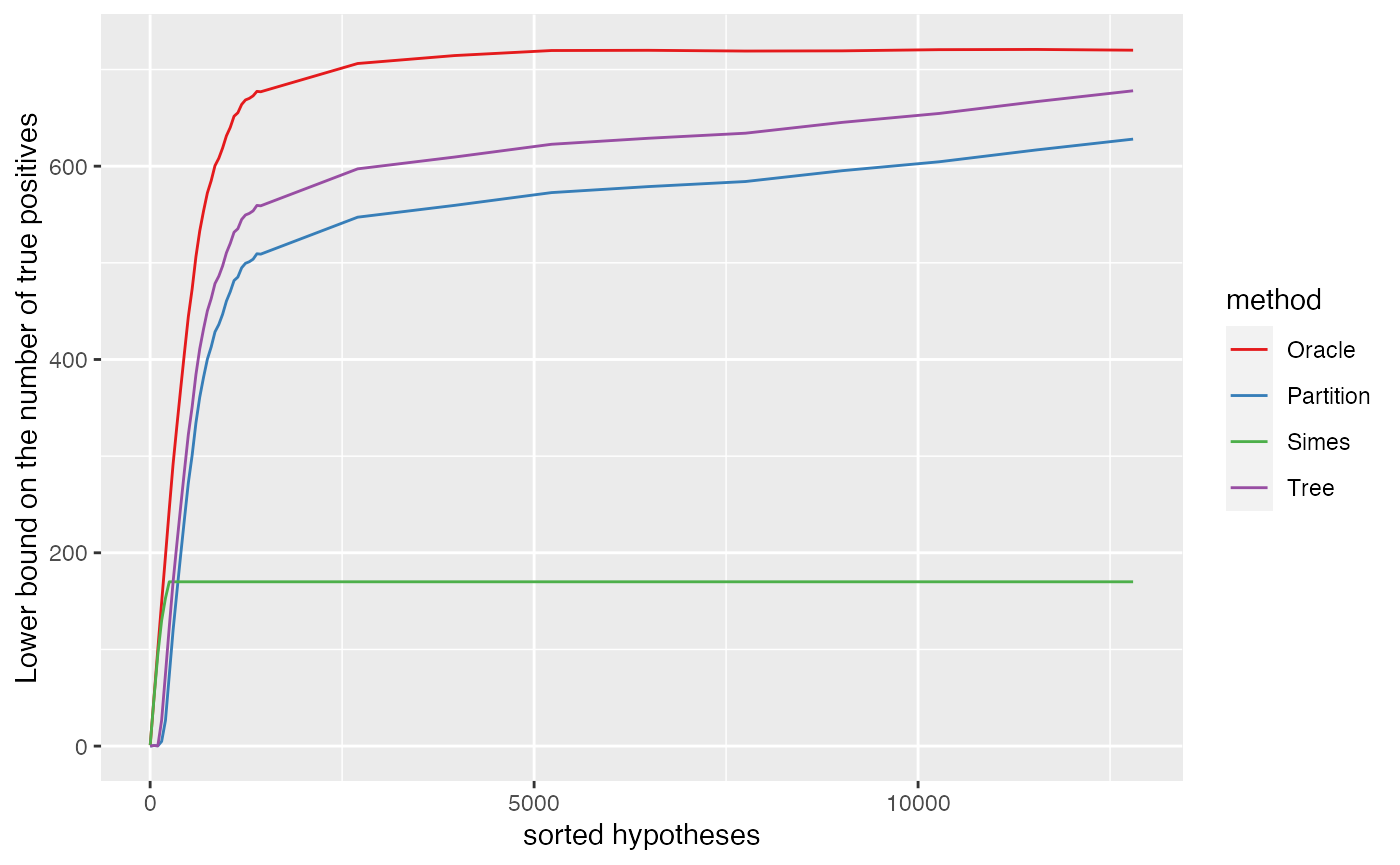 Lower bound on the number of true positives
600
400
200
0
0
5000
10000
sorted hypotheses
method
Oracle
Partition
Simes
Tree